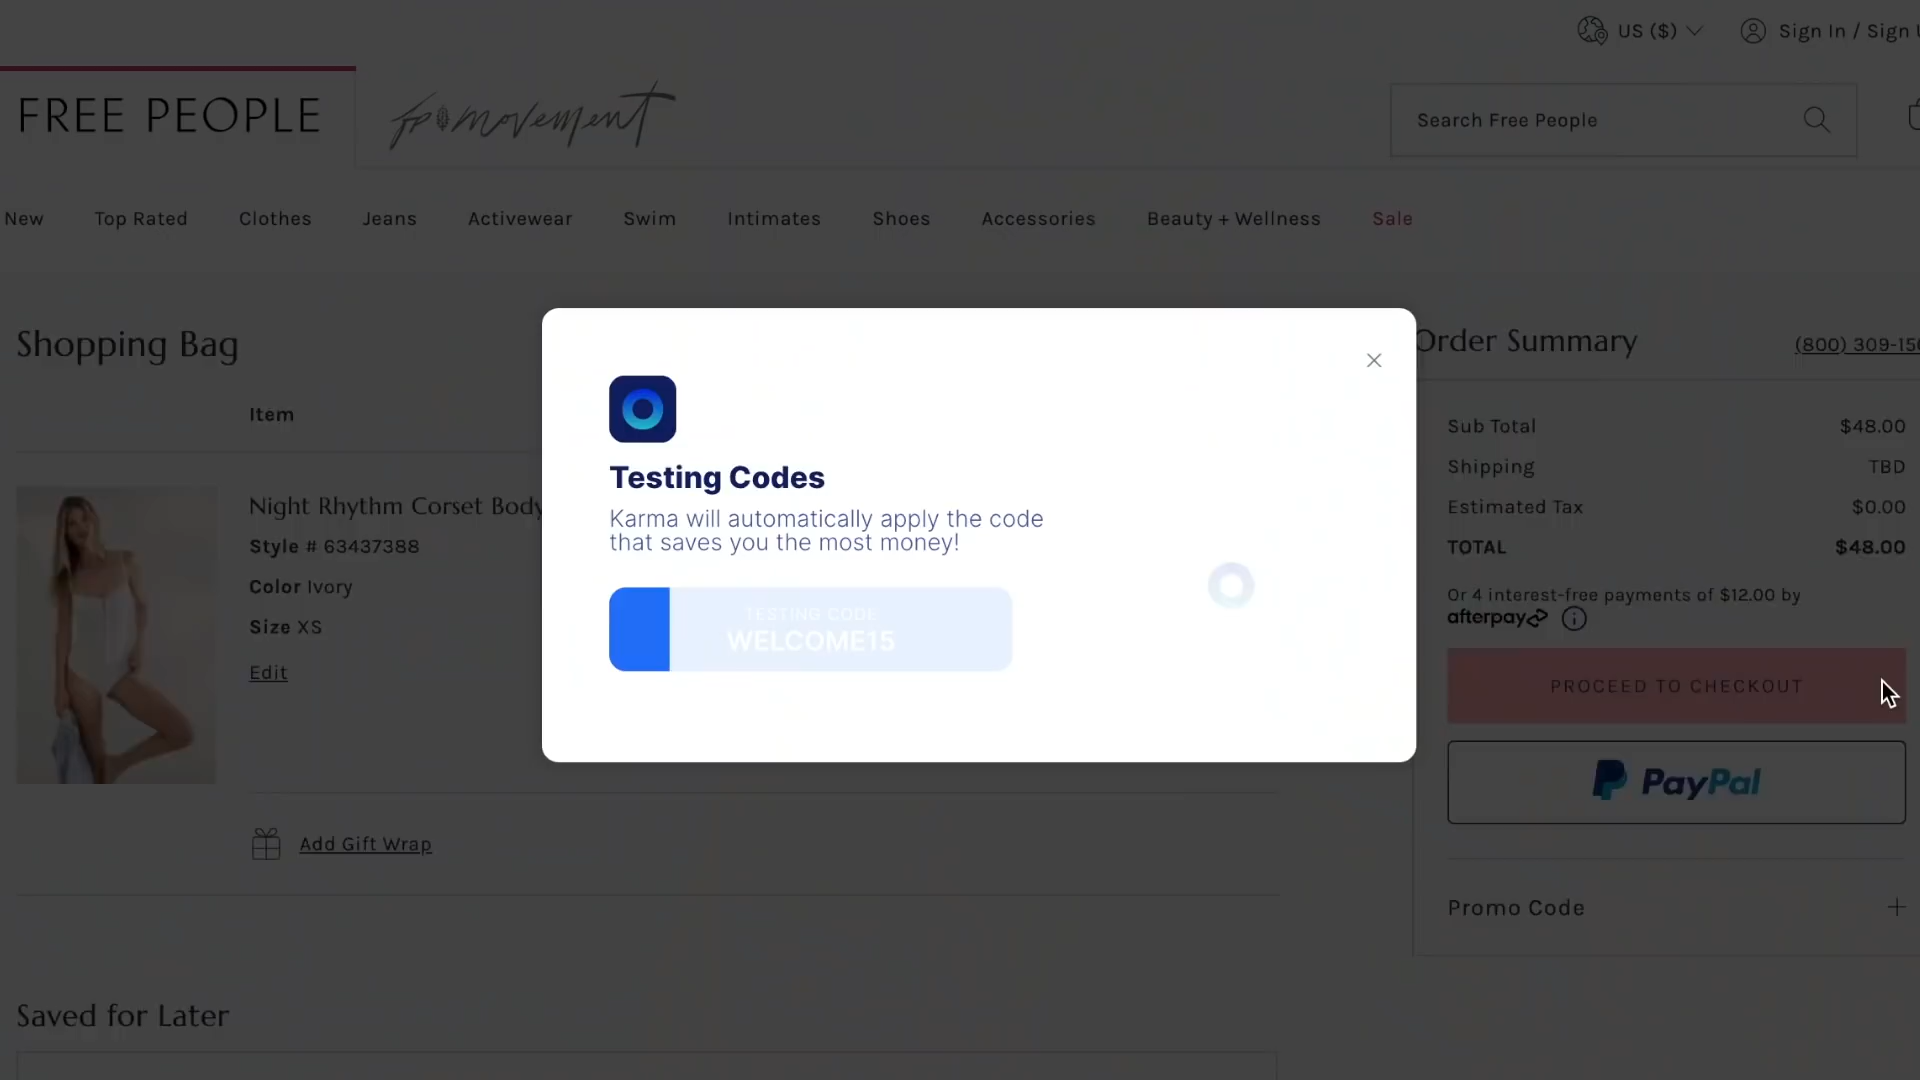 US ($)
Sign In / Sign
FREE PEOPLE
fp movement
Search Free People
New Top Rated Clothes Jeans Activewear Swim Intimates Shoes Accessories Beauty + Wellness Sale
Shopping Bag
Item
Night Rhythm Corset Body
Style # 63437388
Color Ivory
Size XS
Edit
Add Gift Wrap
Saved for Later
Testing Codes
Karma will automatically apply the code
that saves you the most money!
TESTING CODE
WELCOME15
Order Summary
(800) 309-15
Sub Total $48.00
Shipping TBD
Estimated Tax $0.00
TOTAL $48.00
Or 4 interest-free payments of $12.00 by
afterpay
PROCEED TO CHECKOUT
PayPal
Promo Code